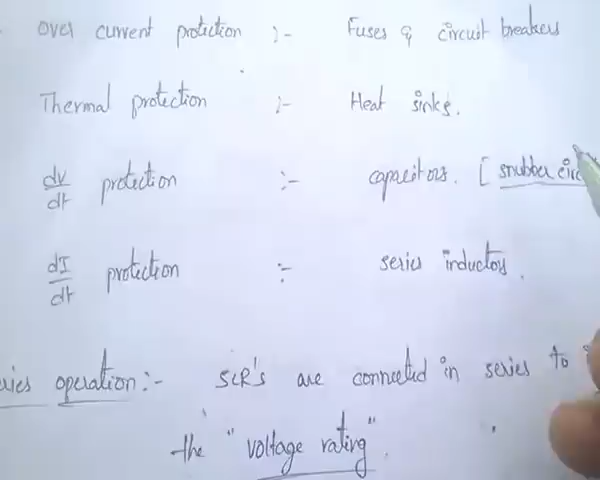 over current protection :- Fuses & circuit breakers
Thermal protection :- Heat sinks.
dv/dt protection :- capacitors. [ snubber
dI/dt protection :- series inductors.
operation :- SCR's are connected in series to
the "voltage rating".